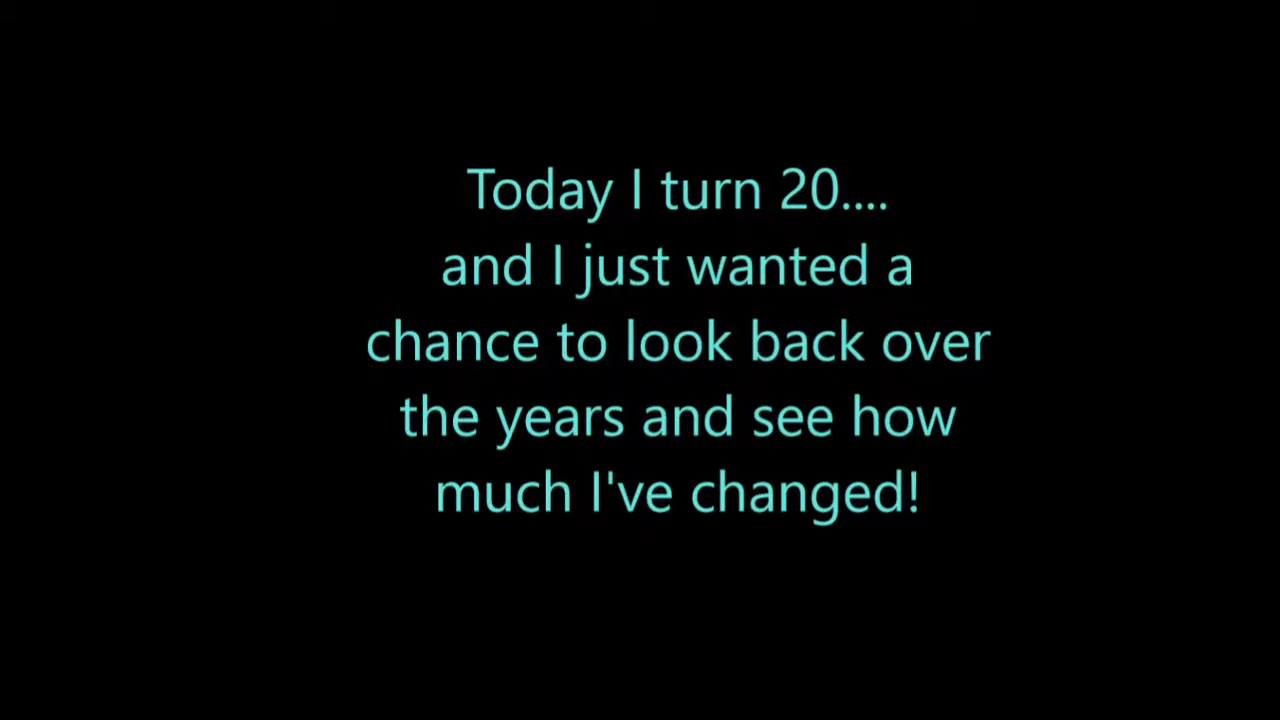 Today I turn 20....
and I just wanted a
chance to look back over
the years and see how
much I've changed!